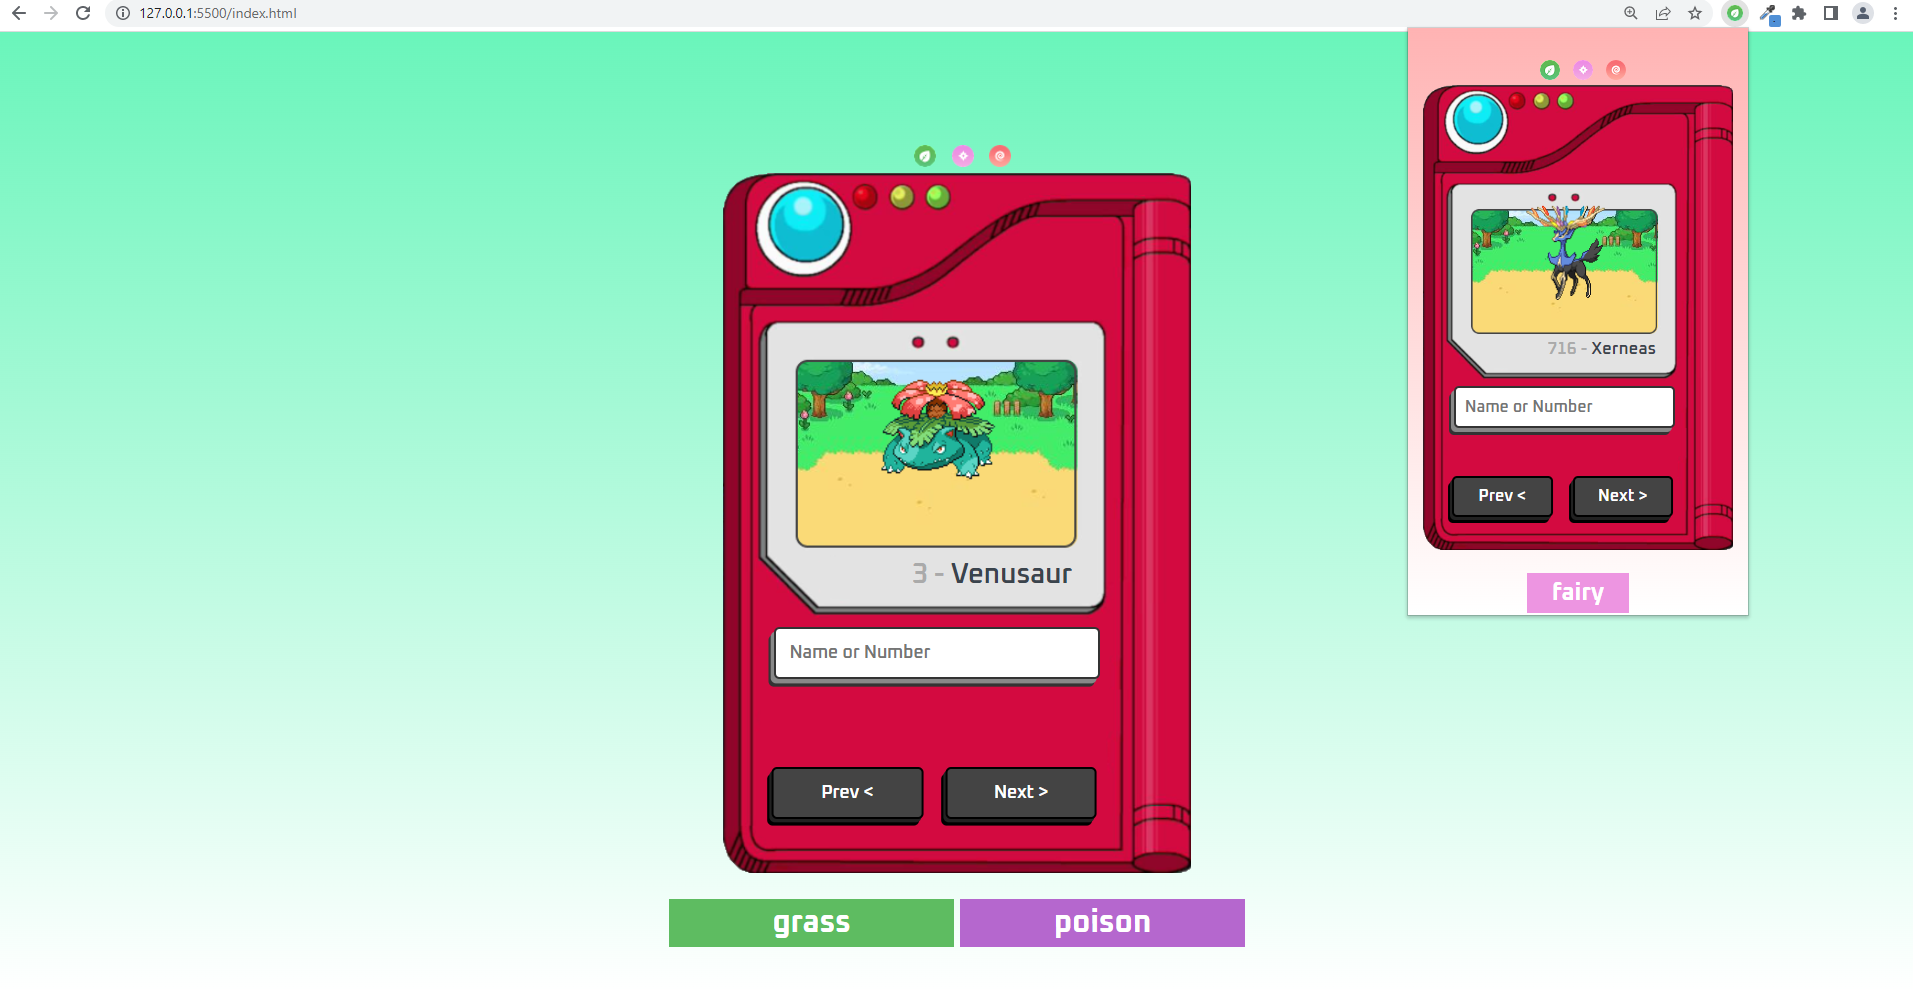 127.0.0.1:5500/index.html
3 - Venusaur
Name or Number
Prev <
Next >
grass
poison
716 - Xerneas
Name or Number
Prev <
Next >
fairy